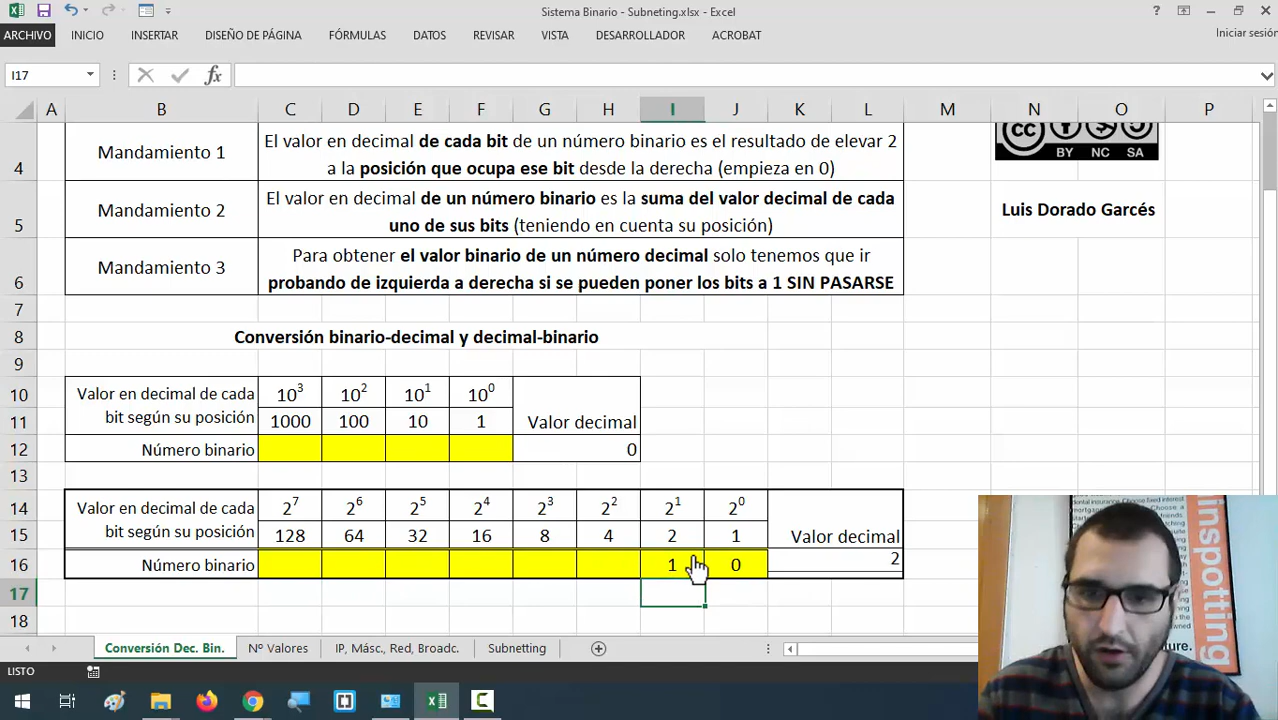 Sistema Binario - Subneting.xlsx - Excel
ARCHIVO INICIO INSERTAR DISEÑO DE PÁGINA FÓRMULAS DATOS REVISAR VISTA DESARROLLADOR ACROBAT Iniciar sesión
I17
A B C D E F G H I J K L M N O P
4 Mandamiento 1 El valor en decimal de cada bit de un número binario es el resultado de elevar 2
a la posición que ocupa ese bit desde la derecha (empieza en 0)
CC BY NC SA
5 Mandamiento 2 El valor en decimal de un número binario es la suma del valor decimal de cada
uno de sus bits (teniendo en cuenta su posición)
Luis Dorado Garcés
6 Mandamiento 3 Para obtener el valor binario de un número decimal solo tenemos que ir
probando de izquierda a derecha si se pueden poner los bits a 1 SIN PASARSE
7
8 Conversión binario-decimal y decimal-binario
9
10 Valor en decimal de cada 10³ 10² 10¹ 10⁰
11 bit según su posición 1000 100 10 1 Valor decimal
12 Número binario 0
13
14 Valor en decimal de cada 2⁷ 2⁶ 2⁵ 2⁴ 2³ 2² 2¹ 2⁰
15 bit según su posición 128 64 32 16 8 4 2 1 Valor decimal
16 Número binario 1 0 2
17
18
Conversión Dec. Bin. Nº Valores IP, Másc., Red, Broadc. Subnetting
LISTO
inspotting